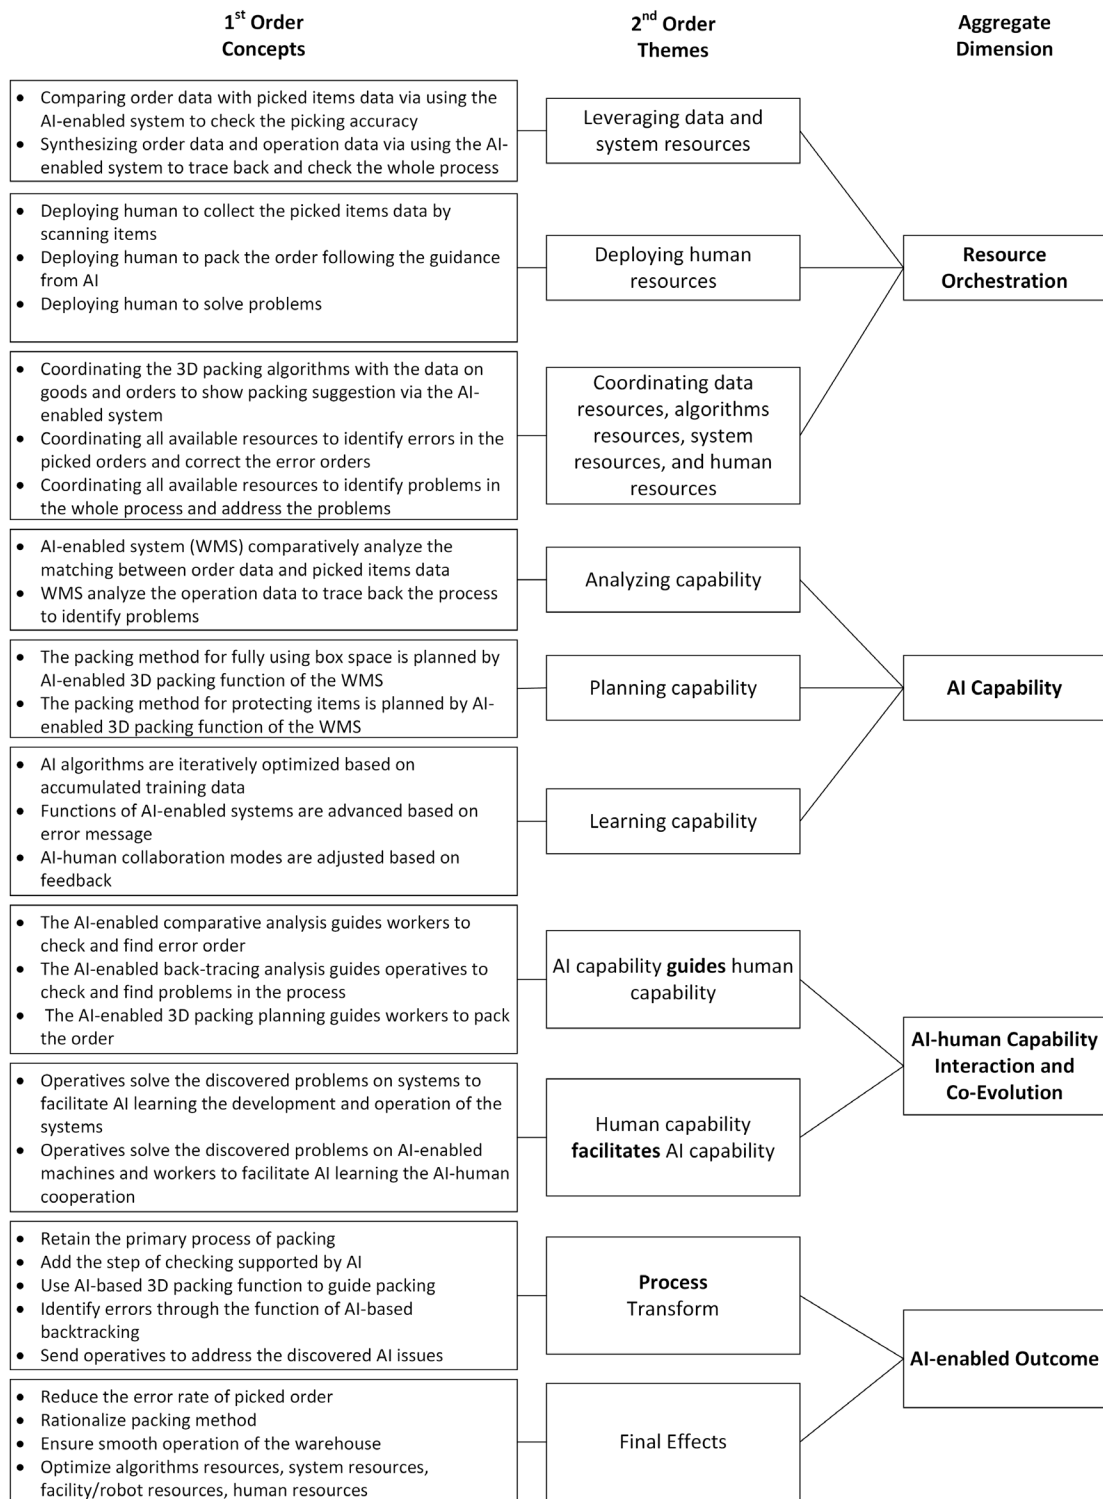 1st Order
Concepts
2nd Order
Themes
Aggregate
Dimension
• Comparing order data with picked items data via using the
AI-enabled system to check the picking accuracy
• Synthesizing order data and operation data via using the AI-
enabled system to trace back and check the whole process
Leveraging data and
system resources
• Deploying human to collect the picked items data by
scanning items
• Deploying human to pack the order following the guidance
from AI
• Deploying human to solve problems
Deploying human
resources
Resource
Orchestration
• Coordinating the 3D packing algorithms with the data on
goods and orders to show packing suggestion via the AI-
enabled system
• Coordinating all available resources to identify errors in the
picked orders and correct the error orders
• Coordinating all available resources to identify problems in
the whole process and address the problems
Coordinating data
resources, algorithms
resources, system
resources, and human
resources
• AI-enabled system (WMS) comparatively analyze the
matching between order data and picked items data
• WMS analyze the operation data to trace back the process
to identify problems
Analyzing capability
• The packing method for fully using box space is planned by
AI-enabled 3D packing function of the WMS
• The packing method for protecting items is planned by AI-
enabled 3D packing function of the WMS
Planning capability
AI Capability
• AI algorithms are iteratively optimized based on
accumulated training data
• Functions of AI-enabled systems are advanced based on
error message
• AI-human collaboration modes are adjusted based on
feedback
Learning capability
• The AI-enabled comparative analysis guides workers to
check and find error order
• The AI-enabled back-tracing analysis guides operatives to
check and find problems in the process
• The AI-enabled 3D packing planning guides workers to pack
the order
AI capability guides human
capability
AI-human Capability
Interaction and
Co-Evolution
• Operatives solve the discovered problems on systems to
facilitate AI learning the development and operation of the
systems
• Operatives solve the discovered problems on AI-enabled
machines and workers to facilitate AI learning the AI-human
cooperation
Human capability
facilitates AI capability
• Retain the primary process of packing
• Add the step of checking supported by AI
• Use AI-based 3D packing function to guide packing
• Identify errors through the function of AI-based
backtracking
• Send operatives to address the discovered AI issues
Process
Transform
AI-enabled Outcome
• Reduce the error rate of picked order
• Rationalize packing method
• Ensure smooth operation of the warehouse
• Optimize algorithms resources, system resources,
facility/robot resources, human resources
Final Effects